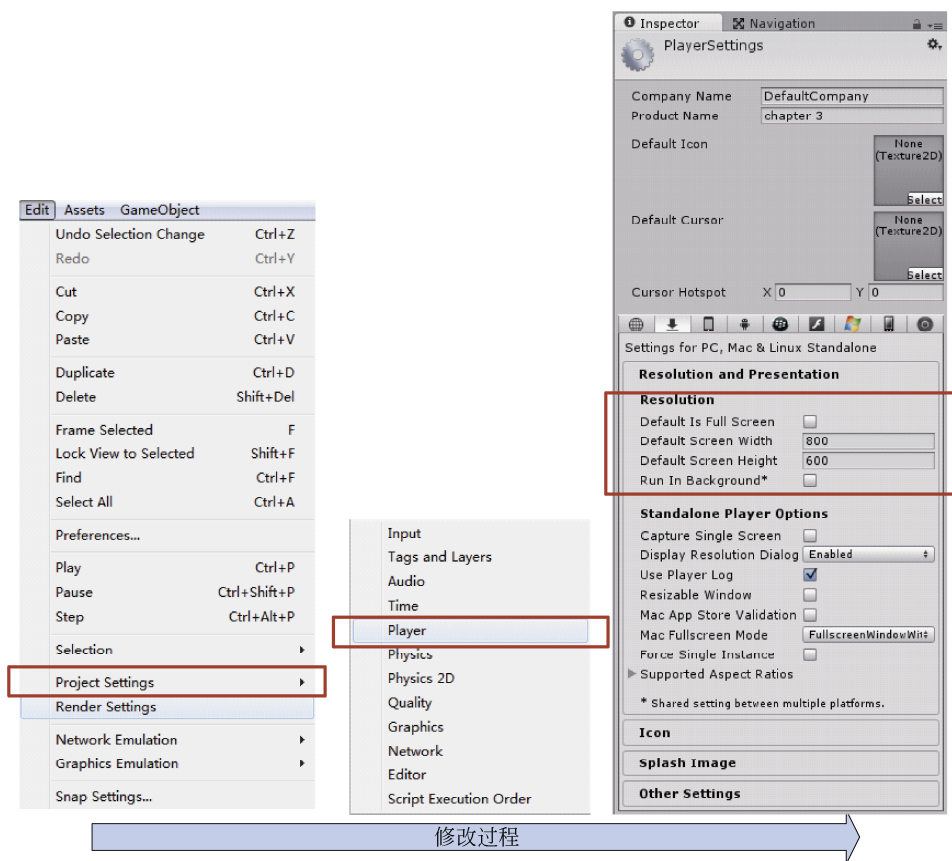 Edit Assets GameObject
Undo Selection Change Ctrl+Z
Redo Ctrl+Y
Cut Ctrl+X
Copy Ctrl+C
Paste Ctrl+V
Duplicate Ctrl+D
Delete Shift+Del
Frame Selected F
Lock View to Selected Shift+F
Find Ctrl+F
Select All Ctrl+A
Preferences...
Play Ctrl+P
Pause Ctrl+Shift+P
Step Ctrl+Alt+P
Selection
Project Settings
Render Settings
Network Emulation
Graphics Emulation
Snap Settings...
Input
Tags and Layers
Audio
Time
Player
Physics
Physics 2D
Quality
Graphics
Network
Editor
Script Execution Order
Inspector Navigation
PlayerSettings
Company Name DefaultCompany
Product Name chapter 3
Default Icon
None
(Texture2D)
Select
Default Cursor
None
(Texture2D)
Select
Cursor Hotspot X 0 Y 0
Settings for PC, Mac & Linux Standalone
Resolution and Presentation
Resolution
Default Is Full Screen
Default Screen Width 800
Default Screen Height 600
Run In Background*
Standalone Player Options
Capture Single Screen
Display Resolution Dialog Enabled
Use Player Log
Resizable Window
Mac App Store Validation
Mac Fullscreen Mode FullscreenWindowWit
Force Single Instance
Supported Aspect Ratios
* Shared setting between multiple platforms.
Icon
Splash Image
Other Settings
修改过程